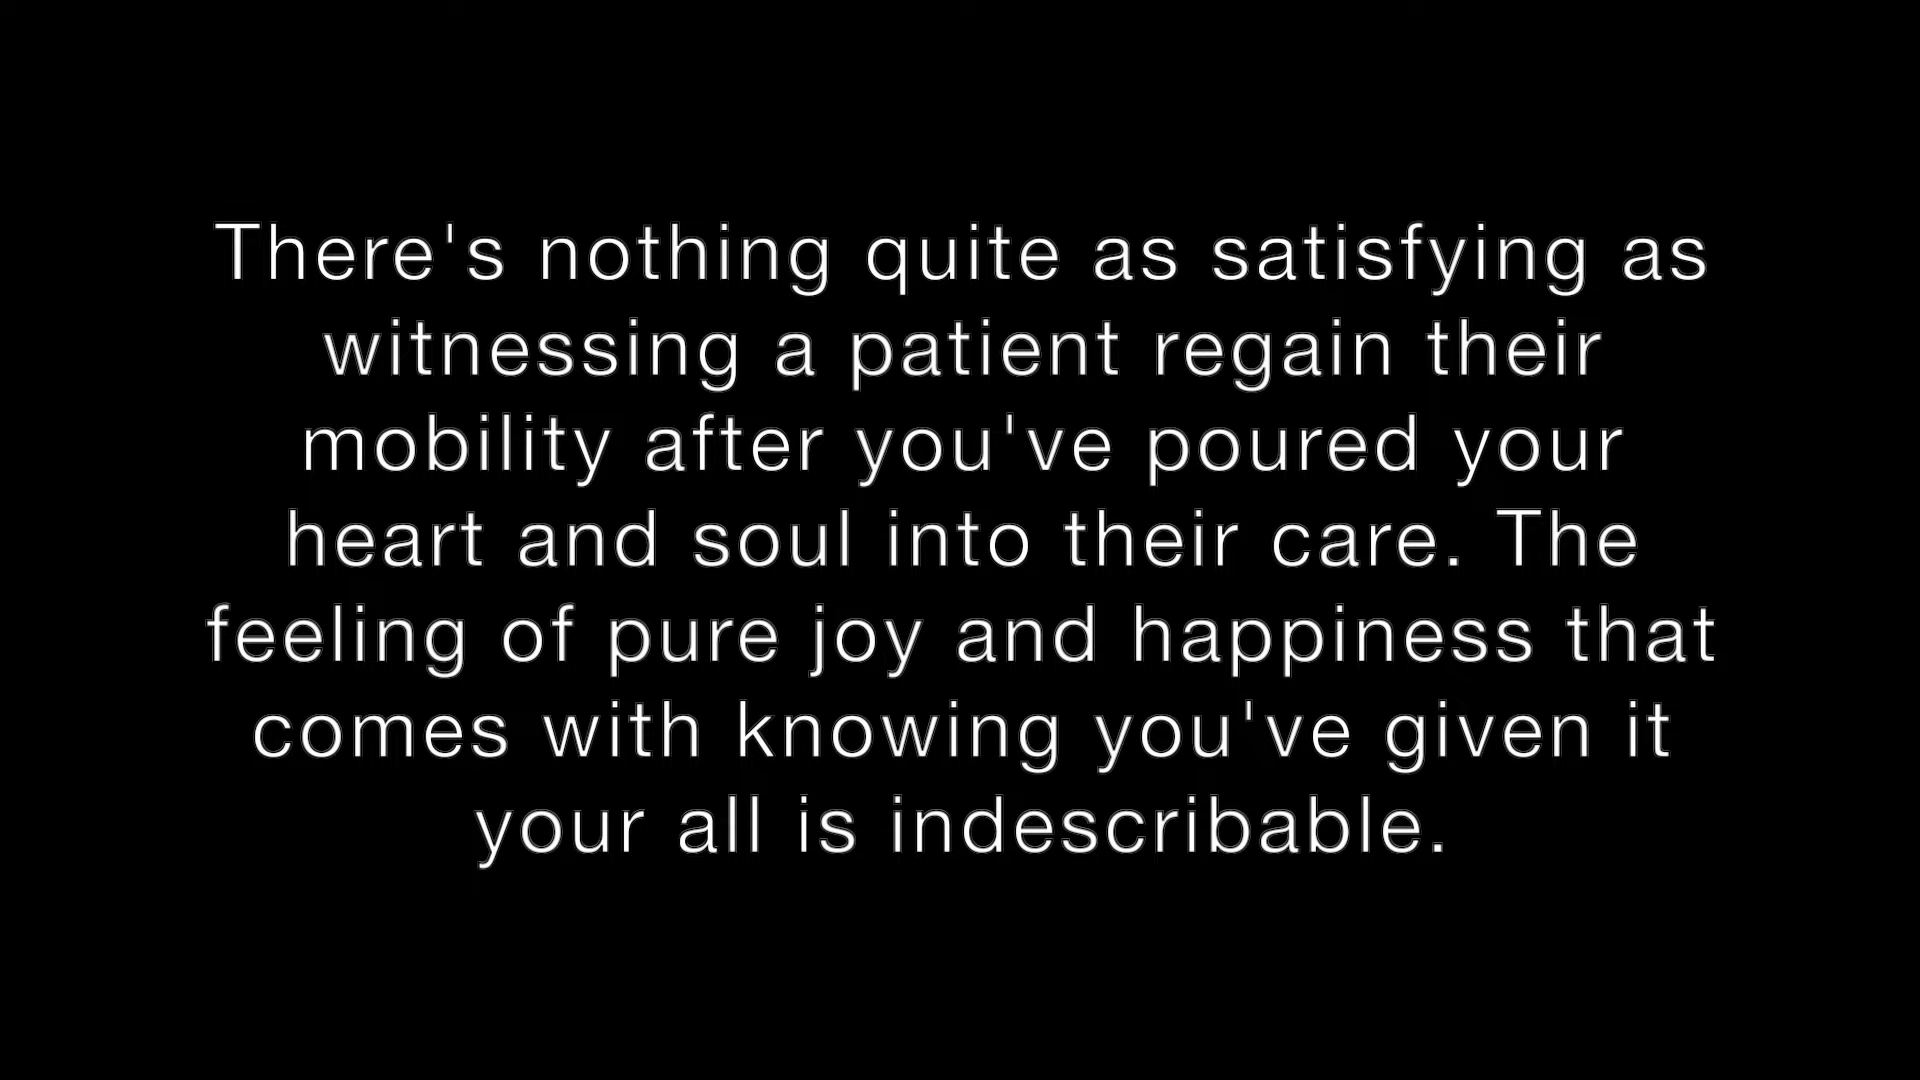 There's nothing quite as satisfying as
witnessing a patient regain their
mobility after you've poured your
heart and soul into their care. The
feeling of pure joy and happiness that
comes with knowing you've given it
your all is indescribable.